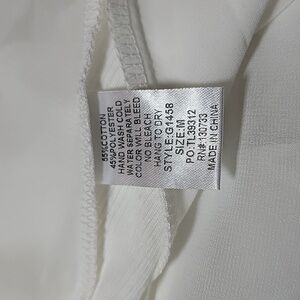 55%COTTON
45%POLYESTER
HAND WASH COLD
WATER SEPARATELY
COLOR WILL BLEED
NO BLEACH
HANG TO DRY
STYLE:G1458
SIZE:M
PO:TL39312
RN# 130733
MADE IN CHINA